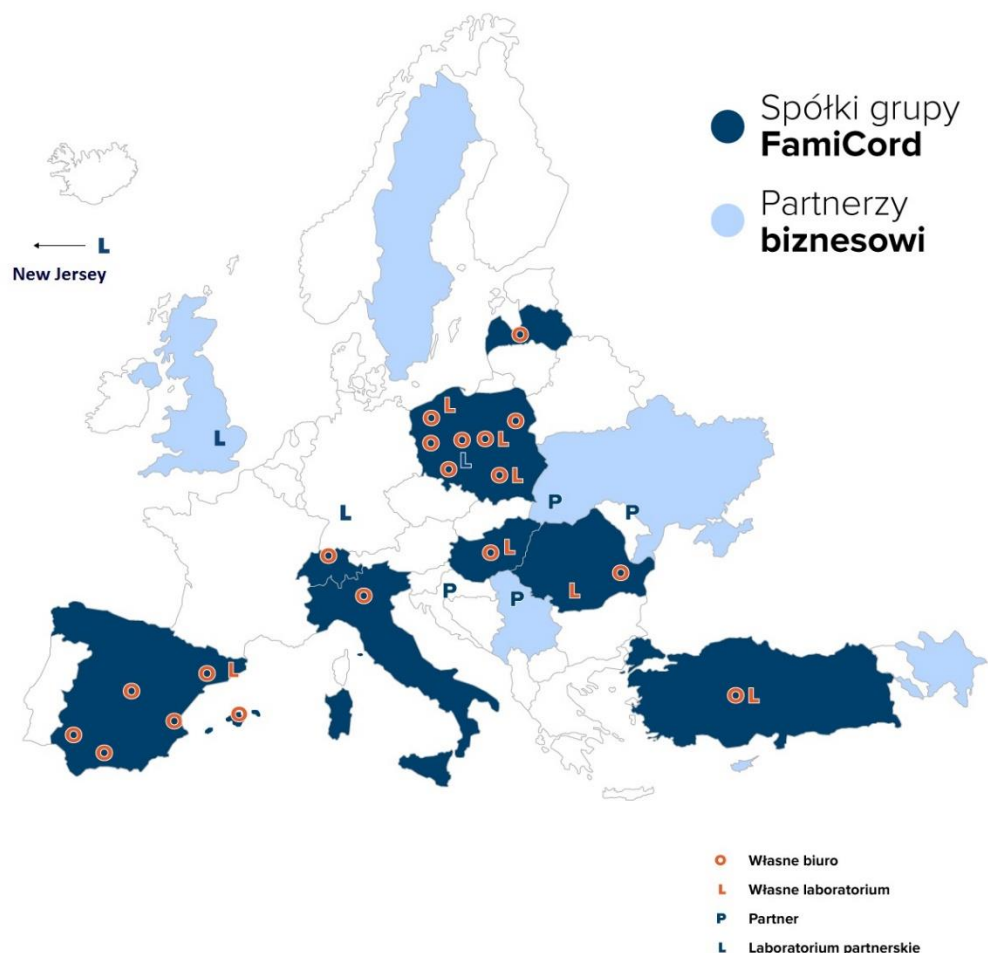 Spółki grupy
FamiCord
Partnerzy
biznesowi
L
New Jersey
O
L
O
L
O
O
O
O
L
L
O
O
L
L
P
P
L
O
O
L
O
L
P
P
O
O
L
O
O
O
O
O
O
L
O Własne biuro
L Własne laboratorium
P Partner
L Laboratorium partnerskie